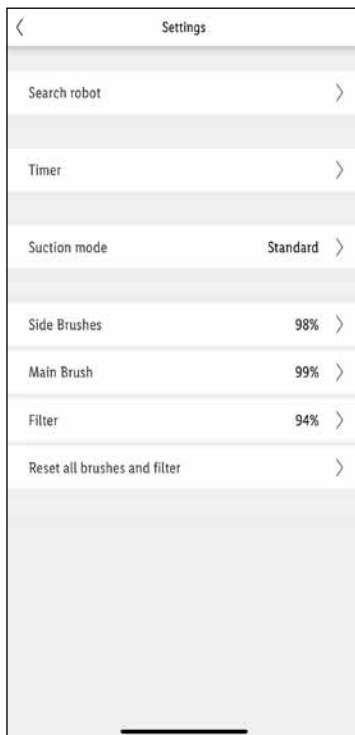 Settings
Search robot
Timer
Suction mode Standard
Side Brushes 98%
Main Brush 99%
Filter 94%
Reset all brushes and filter